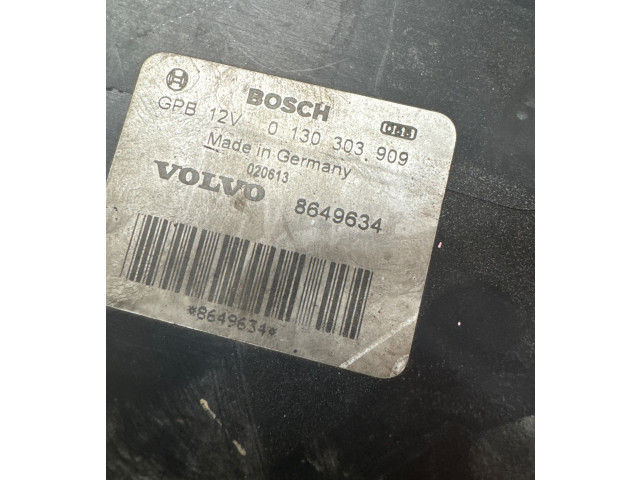 BOSCH
GPB 12V 0 130 303 909
Made in Germany
020613
VOLVO 8649634
*8649634*